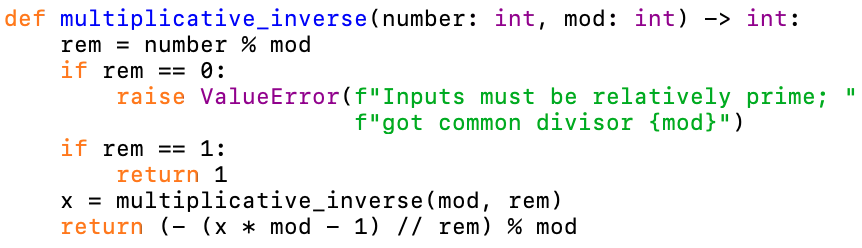 def multiplicative_inverse(number: int, mod: int) -> int:
    rem = number % mod
    if rem == 0:
        raise ValueError(f"Inputs must be relatively prime; "
                         f"got common divisor {mod}")
    if rem == 1:
        return 1
    x = multiplicative_inverse(mod, rem)
    return (- (x * mod - 1) // rem) % mod